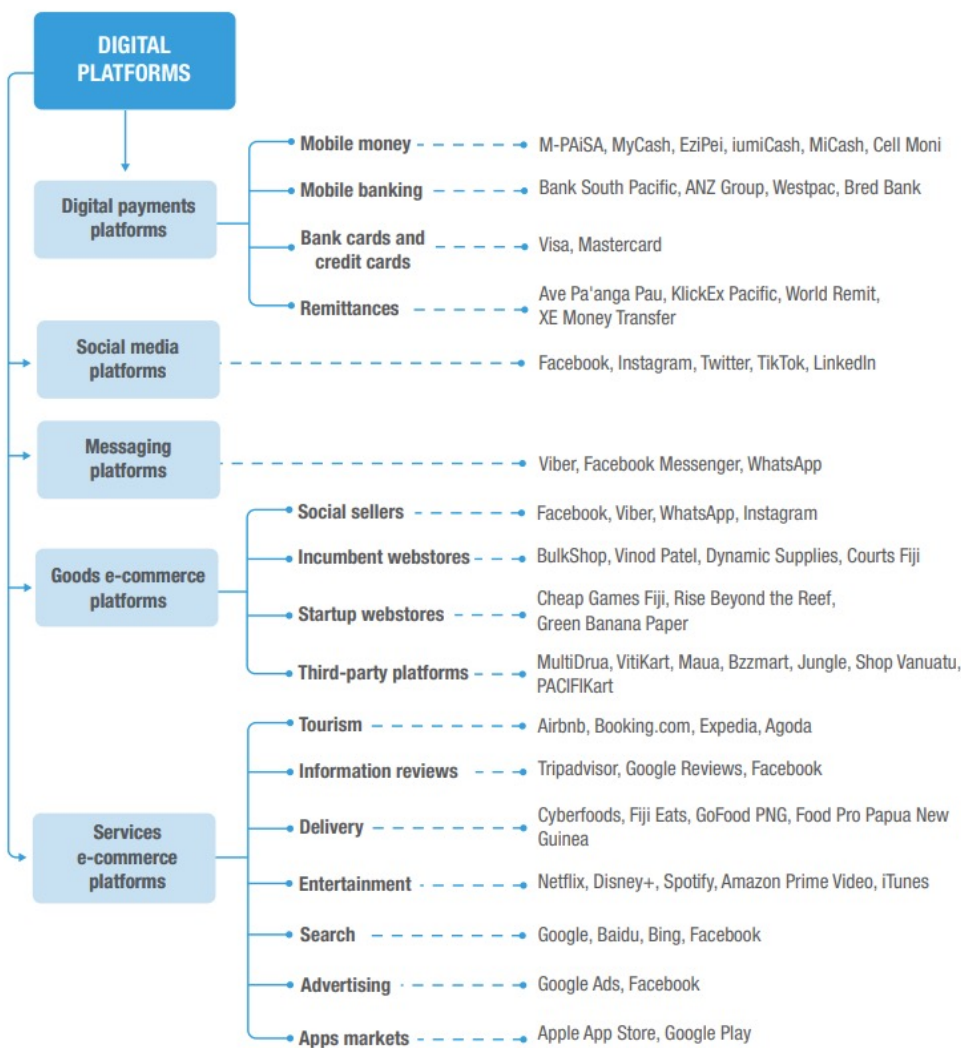 DIGITAL
PLATFORMS
Digital payments
platforms
Mobile money
M-PAiSA, MyCash, EziPei, iumiCash, MiCash, Cell Moni
Mobile banking
Bank South Pacific, ANZ Group, Westpac, Bred Bank
Bank cards and
credit cards
Visa, Mastercard
Remittances
Ave Pa'anga Pau, KlickEx Pacific, World Remit,
XE Money Transfer
Social media
platforms
Facebook, Instagram, Twitter, TikTok, LinkedIn
Messaging
platforms
Viber, Facebook Messenger, WhatsApp
Goods e-commerce
platforms
Social sellers
Facebook, Viber, WhatsApp, Instagram
Incumbent webstores
BulkShop, Vinod Patel, Dynamic Supplies, Courts Fiji
Startup webstores
Cheap Games Fiji, Rise Beyond the Reef,
Green Banana Paper
Third-party platforms
MultiDrua, VitiKart, Maua, Bzzmart, Jungle, Shop Vanuatu,
PACIFIKart
Services
e-commerce
platforms
Tourism
Airbnb, Booking.com, Expedia, Agoda
Information reviews
Tripadvisor, Google Reviews, Facebook
Delivery
Cyberfoods, Fiji Eats, GoFood PNG, Food Pro Papua New
Guinea
Entertainment
Netflix, Disney+, Spotify, Amazon Prime Video, iTunes
Search
Google, Baidu, Bing, Facebook
Advertising
Google Ads, Facebook
Apps markets
Apple App Store, Google Play